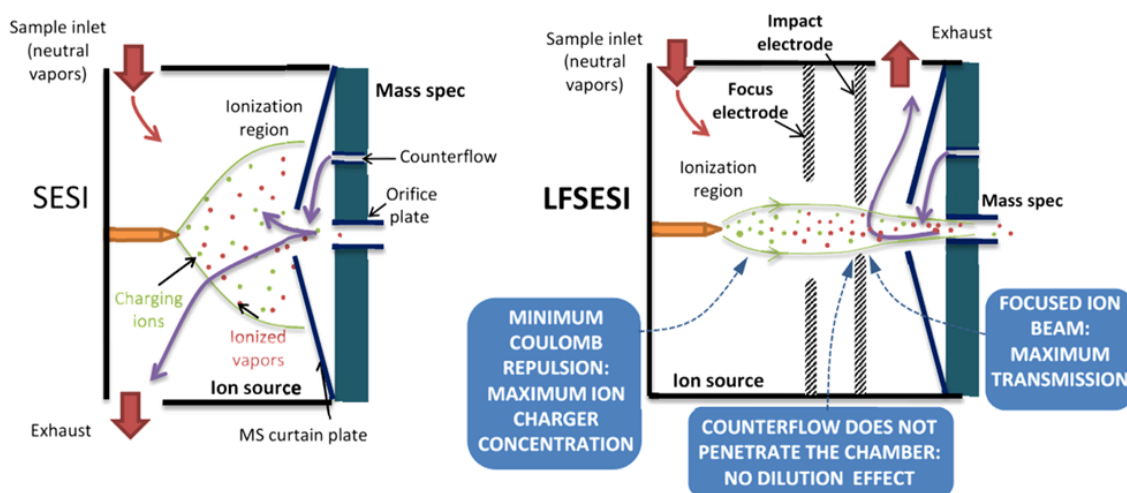 Sample inlet
(neutral
vapors)
Ionization
region
Mass spec
Counterflow
Orifice
plate
SESI
Charging
ions
Ionized
vapors
Ion source
Exhaust
MS curtain plate
Sample inlet
(neutral
vapors)
Impact
electrode
Exhaust
Focus
electrode
Ionization
region
LFSESI
Mass spec
MINIMUM
COULOMB
REPULSION:
MAXIMUM ION
CHARGER
CONCENTRATION
FOCUSED ION
BEAM:
MAXIMUM
TRANSMISSION
Ion source
COUNTERFLOW DOES NOT
PENETRATE THE CHAMBER:
NO DILUTION EFFECT